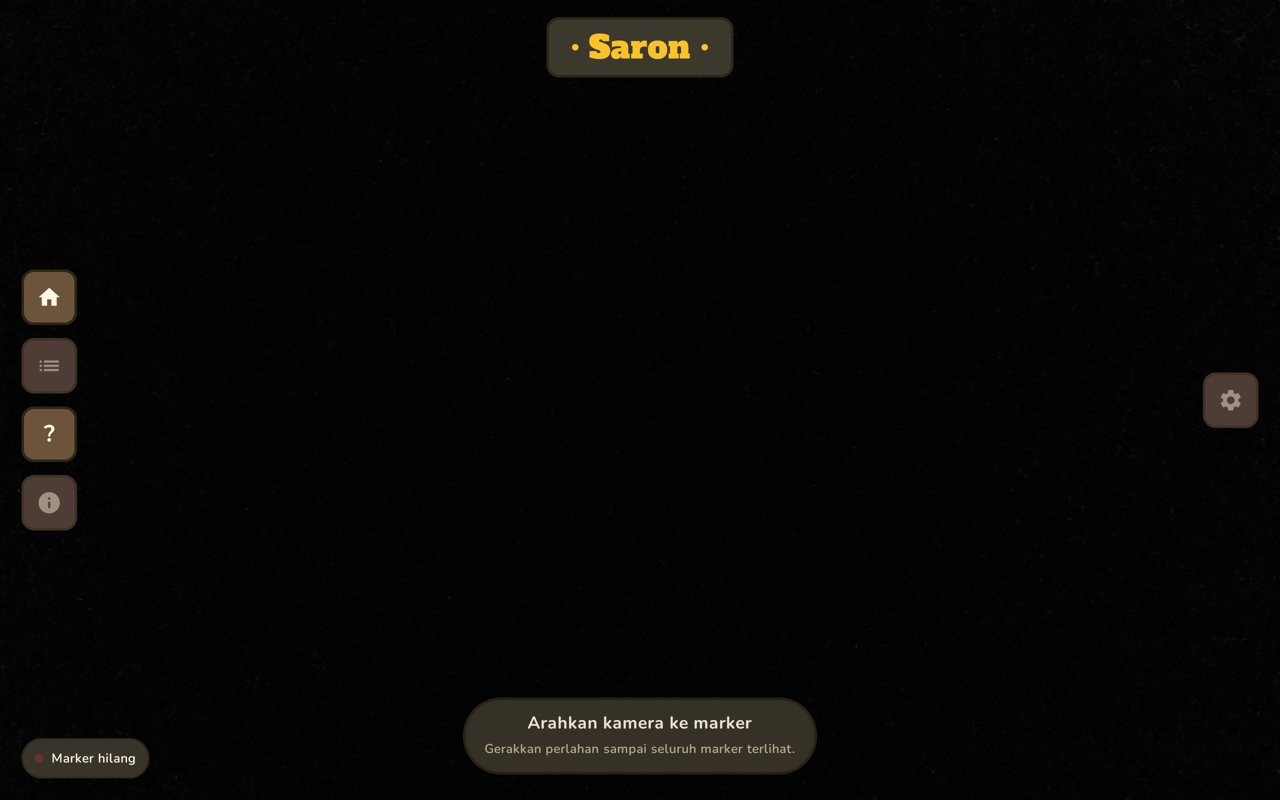 • Saron •
?
Arahkan kamera ke marker
Gerakkan perlahan sampai seluruh marker terlihat.
Marker hilang